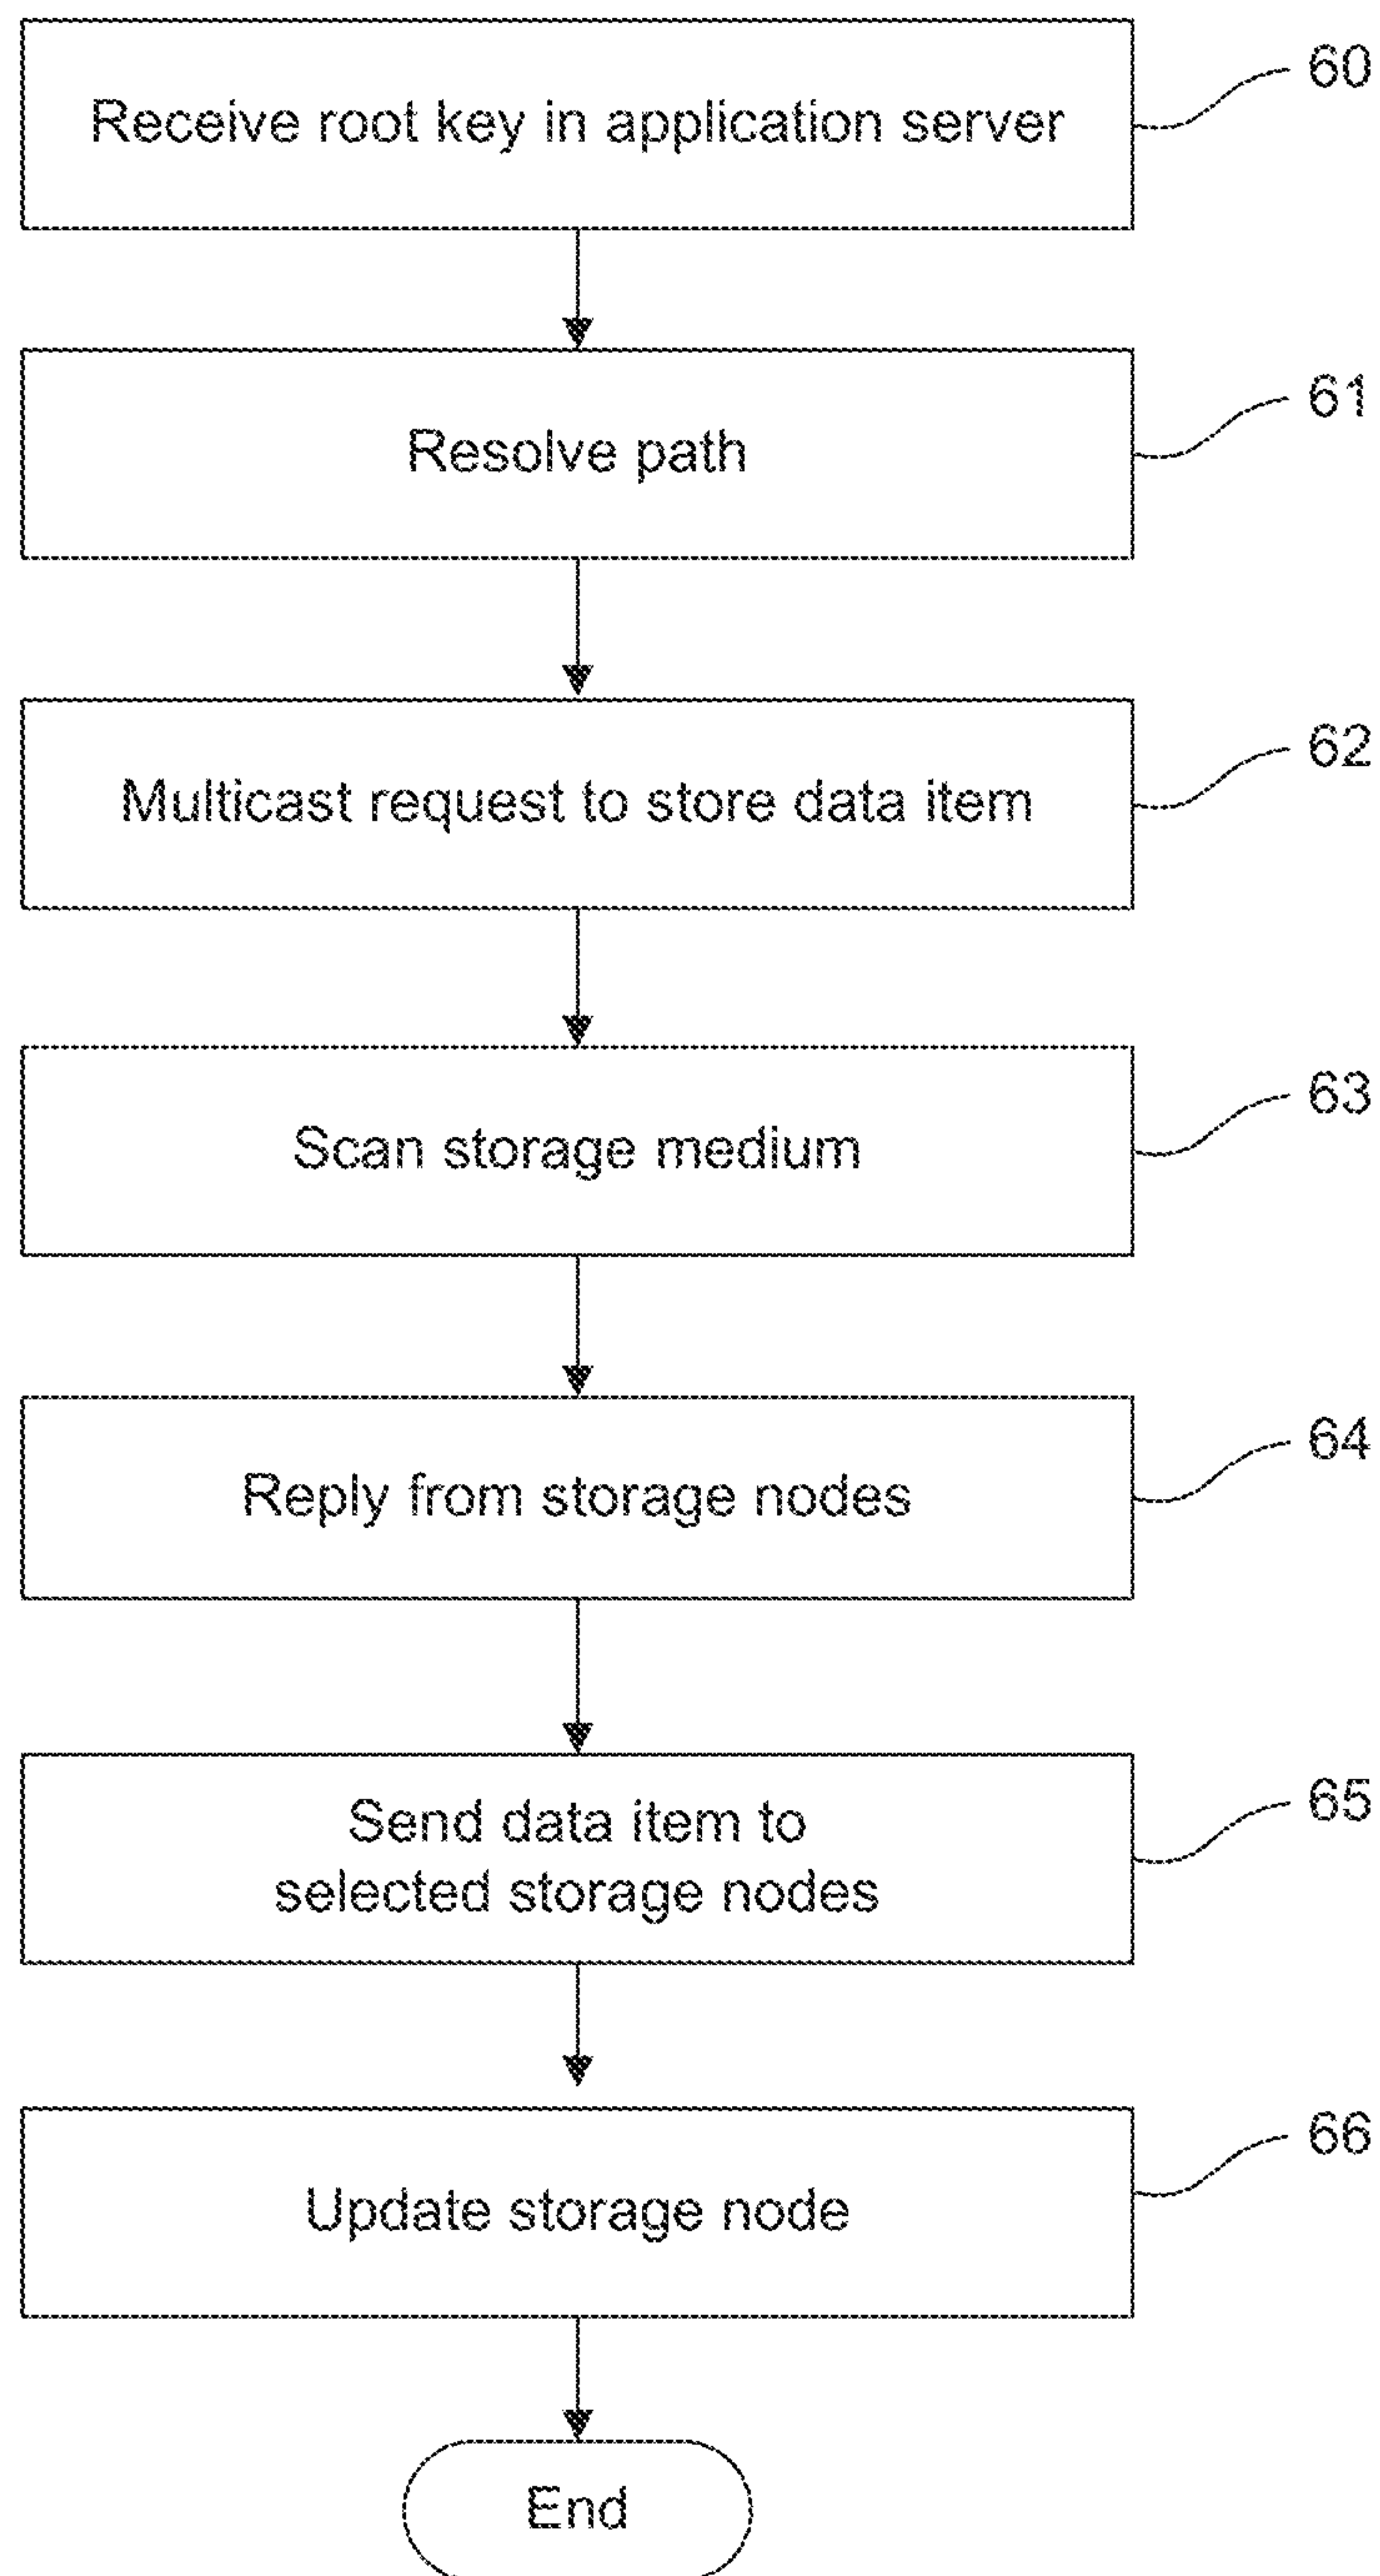 Receive root key in application server
60
Resolve path
61
Multicast request to store data item
62
Scan storage medium
63
Reply from storage nodes
64
Send data item to
selected storage nodes
65
Update storage node
66
End